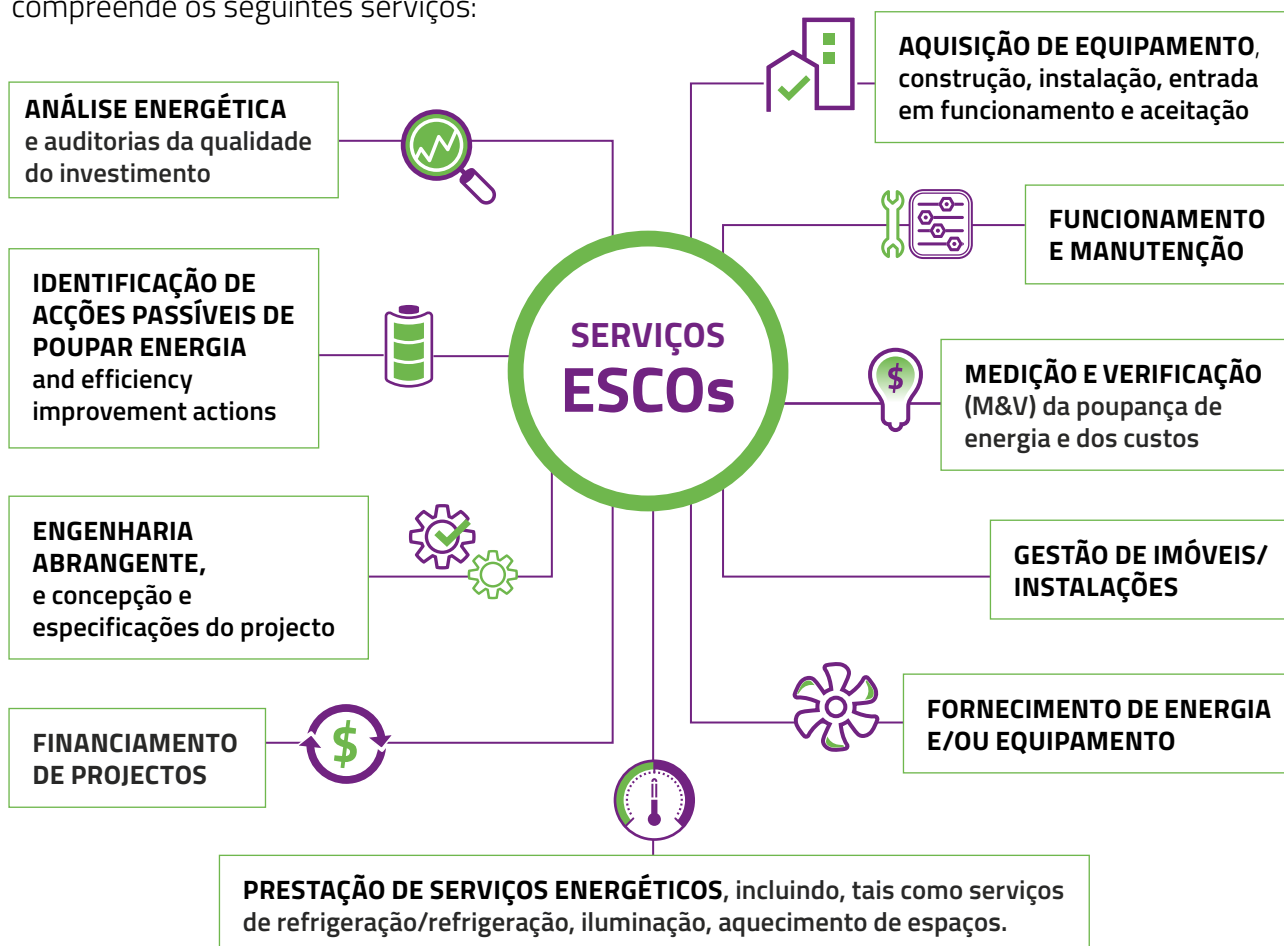 compreende os seguintes serviços:
ANÁLISE ENERGÉTICA
e auditorias da qualidade
do investimento
IDENTIFICAÇÃO DE
ACÇÕES PASSÍVEIS DE
POUPAR ENERGIA
and efficiency
improvement actions
ENGENHARIA
ABRANGENTE,
e concepção e
especificações do projecto
FINANCIAMENTO
DE PROJECTOS
$
SERVIÇOS
ESCOs
AQUISIÇÃO DE EQUIPAMENTO,
construção, instalação, entrada
em funcionamento e aceitação
FUNCIONAMENTO
E MANUTENÇÃO
$
MEDIÇÃO E VERIFICAÇÃO
(M&V) da poupança de
energia e dos custos
GESTÃO DE IMÓVEIS/
INSTALAÇÕES
FORNECIMENTO DE ENERGIA
E/OU EQUIPAMENTO
PRESTAÇÃO DE SERVIÇOS ENERGÉTICOS, incluindo, tais como serviços
de refrigeração/refrigeração, iluminação, aquecimento de espaços.